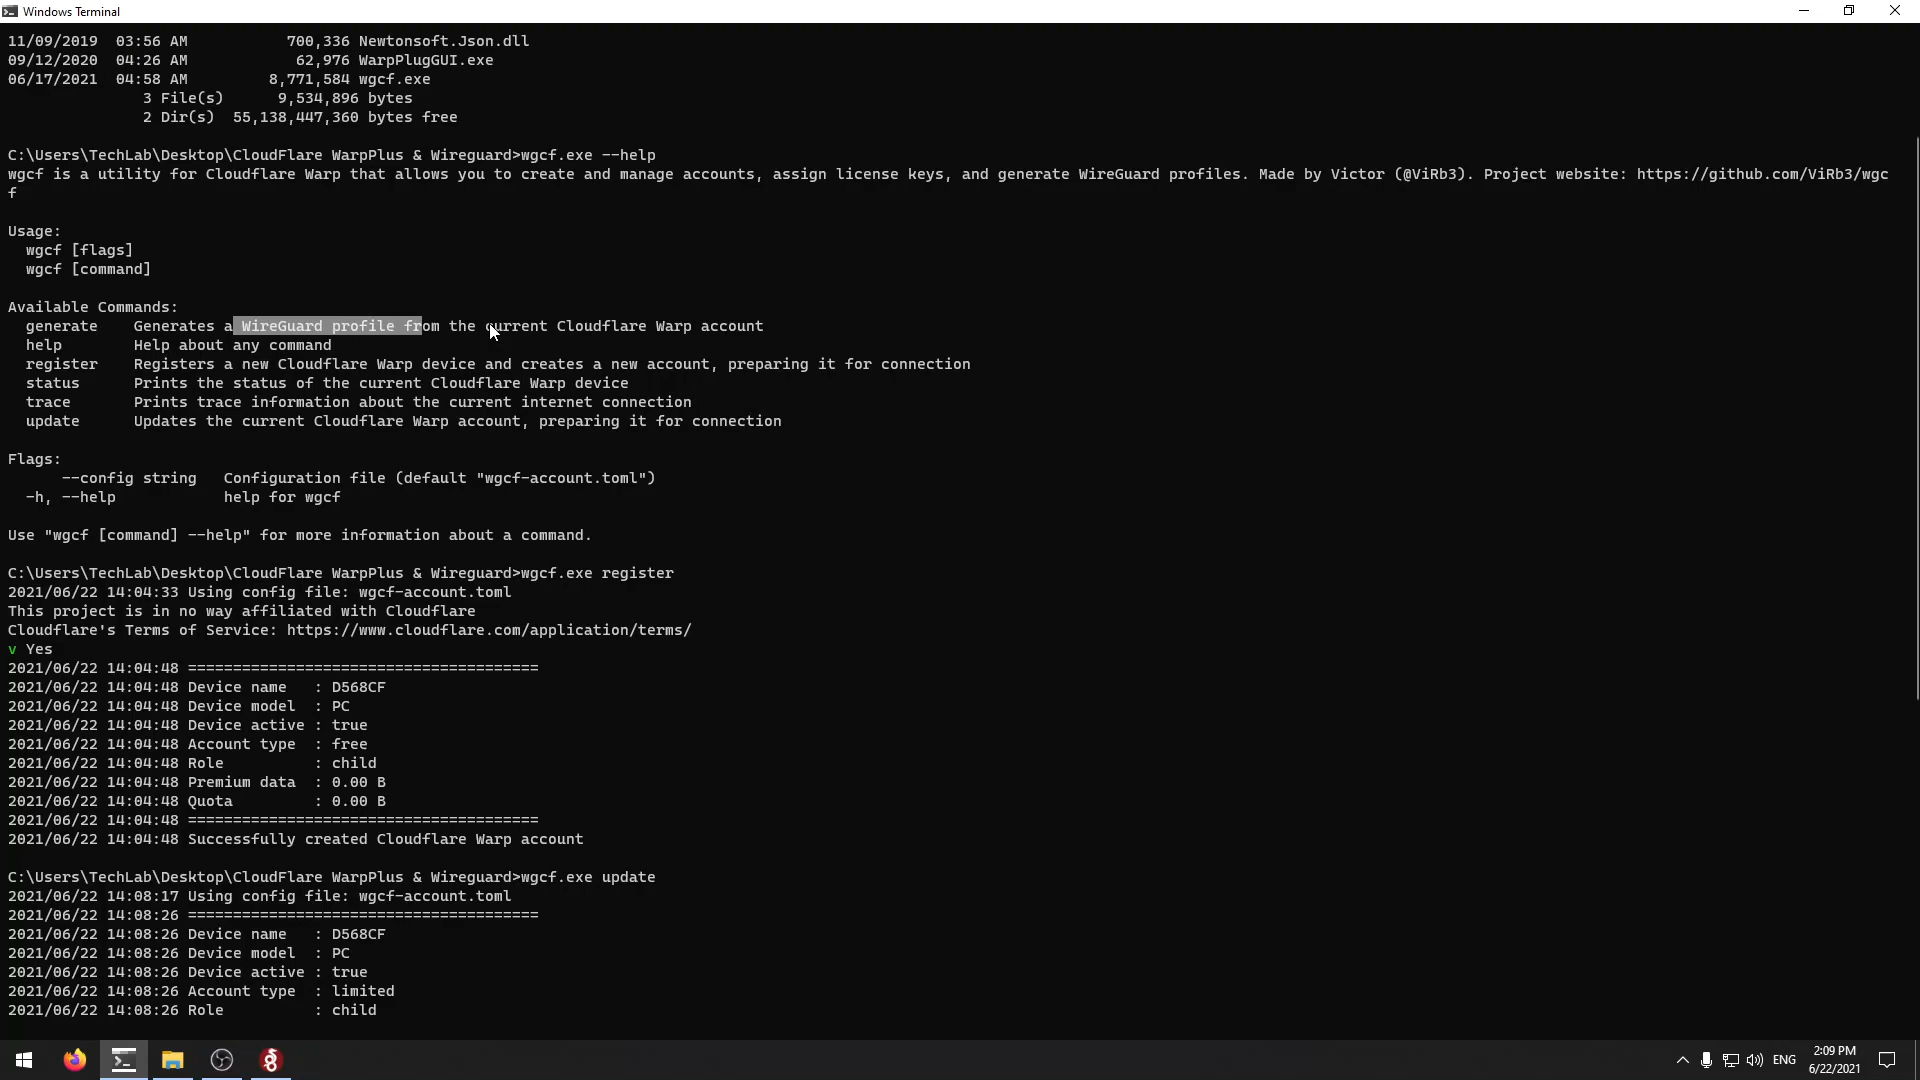 Windows Terminal
11/09/2019  03:56 AM           700,336 Newtonsoft.Json.dll
09/12/2020  04:26 AM            62,976 WarpPlugGUI.exe
06/17/2021  04:58 AM         8,771,584 wgcf.exe
               3 File(s)      9,534,896 bytes
               2 Dir(s)  55,138,447,360 bytes free
C:\Users\TechLab\Desktop\CloudFlare WarpPlus & Wireguard>wgcf.exe --help
wgcf is a utility for Cloudflare Warp that allows you to create and manage accounts, assign license keys, and generate WireGuard profiles. Made by Victor (@ViRb3). Project website: https://github.com/ViRb3/wgc
f
Usage:
  wgcf [flags]
  wgcf [command]
Available Commands:
  generate    Generates a WireGuard profile from the current Cloudflare Warp account
  help        Help about any command
  register    Registers a new Cloudflare Warp device and creates a new account, preparing it for connection
  status      Prints the status of the current Cloudflare Warp device
  trace       Prints trace information about the current internet connection
  update      Updates the current Cloudflare Warp account, preparing it for connection
Flags:
      --config string   Configuration file (default "wgcf-account.toml")
  -h, --help            help for wgcf
Use "wgcf [command] --help" for more information about a command.
C:\Users\TechLab\Desktop\CloudFlare WarpPlus & Wireguard>wgcf.exe register
2021/06/22 14:04:33 Using config file: wgcf-account.toml
This project is in no way affiliated with Cloudflare
Cloudflare's Terms of Service: https://www.cloudflare.com/application/terms/
v Yes
2021/06/22 14:04:48 =======================================
2021/06/22 14:04:48 Device name   : D568CF
2021/06/22 14:04:48 Device model  : PC
2021/06/22 14:04:48 Device active : true
2021/06/22 14:04:48 Account type  : free
2021/06/22 14:04:48 Role          : child
2021/06/22 14:04:48 Premium data  : 0.00 B
2021/06/22 14:04:48 Quota         : 0.00 B
2021/06/22 14:04:48 =======================================
2021/06/22 14:04:48 Successfully created Cloudflare Warp account
C:\Users\TechLab\Desktop\CloudFlare WarpPlus & Wireguard>wgcf.exe update
2021/06/22 14:08:17 Using config file: wgcf-account.toml
2021/06/22 14:08:26 =======================================
2021/06/22 14:08:26 Device name   : D568CF
2021/06/22 14:08:26 Device model  : PC
2021/06/22 14:08:26 Device active : true
2021/06/22 14:08:26 Account type  : limited
2021/06/22 14:08:26 Role          : child
ENG
2:09 PM
6/22/2021